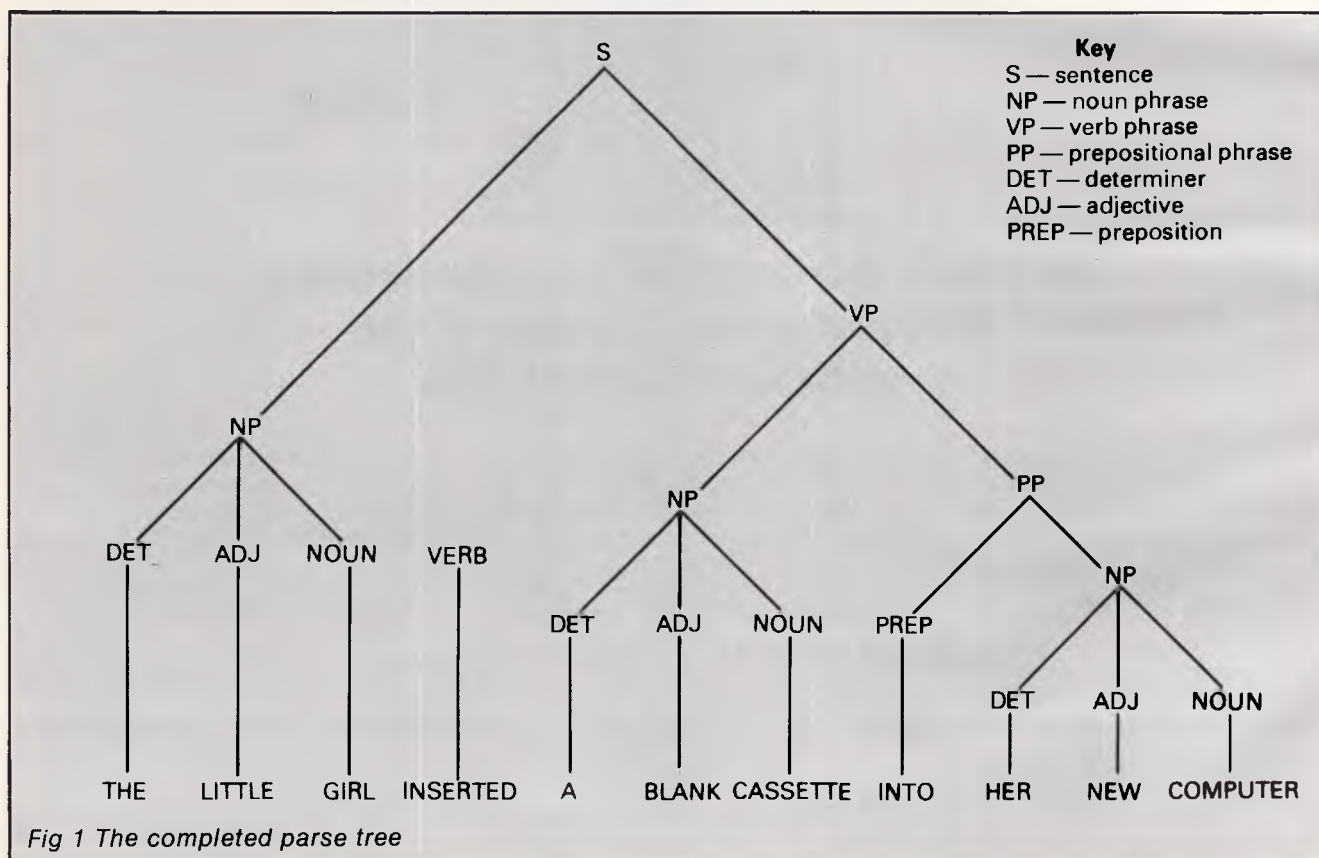 S
Key
S — sentence
NP — noun phrase
VP — verb phrase
PP — prepositional phrase
DET — determiner
ADJ — adjective
PREP — preposition
VP
NP
NP PP
DET ADJ NOUN VERB
NP
DET ADJ NOUN PREP
DET ADJ NOUN
THE LITTLE GIRL INSERTED A BLANK CASSETTE INTO HER NEW COMPUTER
Fig 1 The completed parse tree